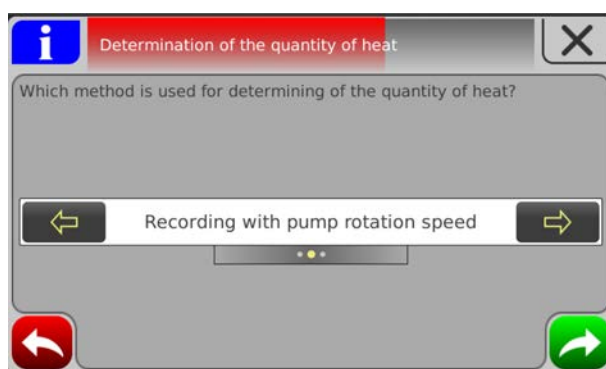 i
Determination of the quantity of heat
Which method is used for determining of the quantity of heat?
Recording with pump rotation speed